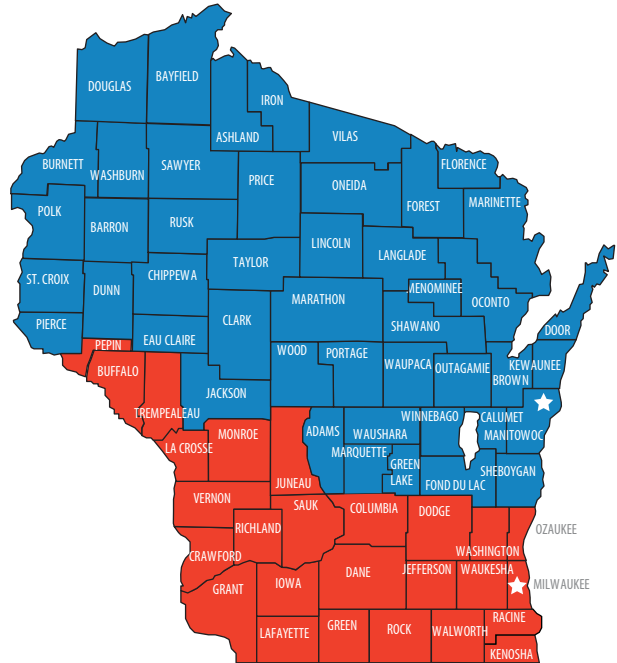 BAYFIELD
DOUGLAS
IRON
ASHLAND
VILAS
BURNETT
WASHBURN
SAWYER
PRICE
ONEIDA
FLORENCE
FOREST
MARINETTE
POLK
BARRON
RUSK
LINCOLN
LANGLADE
TAYLOR
ST. CROIX
DUNN
CHIPPEWA
MENOMINEE
MARATHON
OCONTO
PIERCE
CLARK
SHAWANO
DOOR
PEPIN
EAU CLAIRE
WOOD
PORTAGE
WAUPACA
OUTAGAMIE
KEWAUNEE
BROWN
BUFFALO
JACKSON
TREMPEALEAU
WINNEBAGO
CALUMET
MANITOWOC
MONROE
ADAMS
WAUSHARA
LA CROSSE
MARQUETTE
GREEN
LAKE
SHEBOYGAN
JUNEAU
FOND DU LAC
VERNON
SAUK
COLUMBIA
DODGE
RICHLAND
OZAUKEE
CRAWFORD
WASHINGTON
GRANT
IOWA
DANE
JEFFERSON
WAUKESHA
MILWAUKEE
LAFAYETTE
GREEN
ROCK
WALWORTH
RACINE
KENOSHA